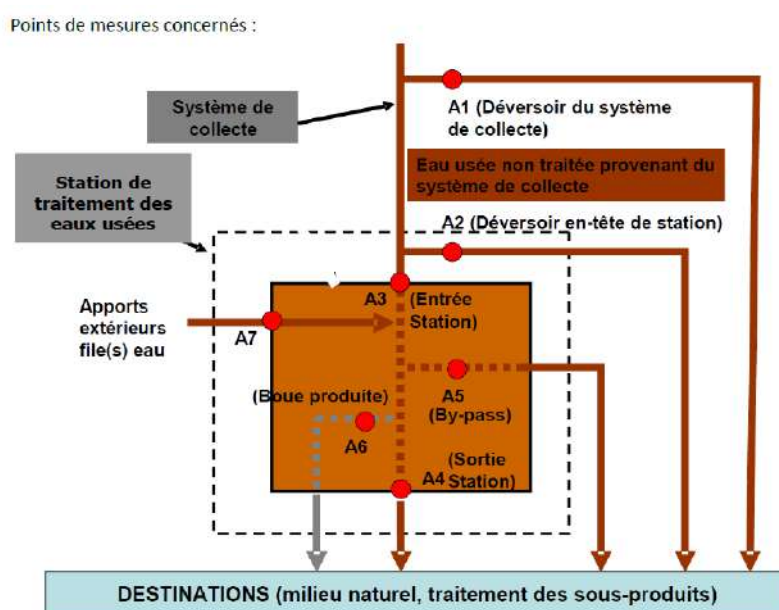 Points de mesures concernés :
Système de
collecte
A1 (Déversoir du système
de collecte)
Station de
traitement des
eaux usées
Eau usée non traitée provenant du
système de collecte
A2 (Déversoir en-tête de station)
Apports
extérieurs
file(s) eau
A7
A3
(Entrée
Station)
(Boue produite)
A6
A5
(By-pass)
A4
(Sortie
Station)
DESTINATIONS (milieu naturel, traitement des sous-produits)